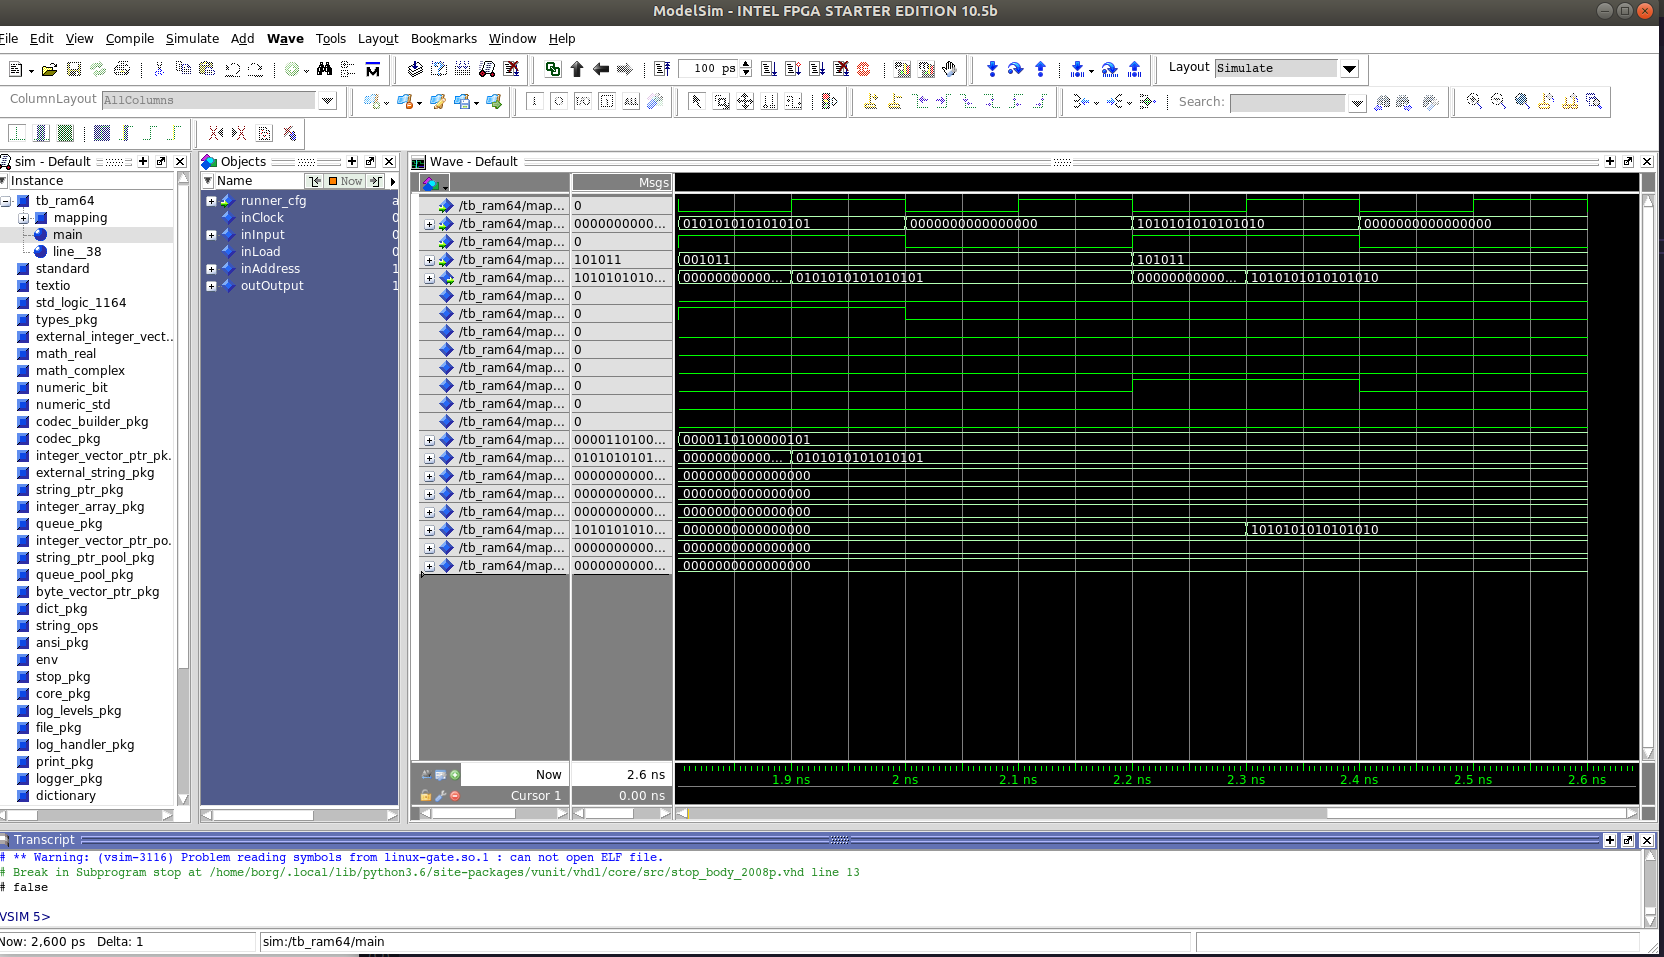 ModelSim - INTEL FPGA STARTER EDITION 10.5b
File Edit View Compile Simulate Add Wave Tools Layout Bookmarks Window Help
100 ps
Layout Simulate
ColumnLayout AllColumns
ALL
Search:
sim - Default
Instance
tb_ram64
mapping
main
line__38
standard
textio
std_logic_1164
types_pkg
external_integer_vect..
math_real
math_complex
numeric_bit
numeric_std
codec_builder_pkg
codec_pkg
integer_vector_ptr_pk.
external_string_pkg
string_ptr_pkg
integer_array_pkg
queue_pkg
integer_vector_ptr_po.
string_ptr_pool_pkg
queue_pool_pkg
byte_vector_ptr_pkg
dict_pkg
string_ops
ansi_pkg
env
stop_pkg
core_pkg
log_levels_pkg
file_pkg
log_handler_pkg
print_pkg
logger_pkg
dictionary
Objects
Name Now
runner_cfg a
inClock 0
inInput 0
inLoad 0
inAddress 1
outOutput 1
Wave - Default
Msgs
/tb_ram64/map... 0
/tb_ram64/map... 0000000000... 0101010101010101 0000000000000000 1010101010101010 0000000000000000
/tb_ram64/map... 0
/tb_ram64/map... 101011 001011 101011
/tb_ram64/map... 1010101010... 00000000000... 0101010101010101 00000000000... 1010101010101010
/tb_ram64/map... 0
/tb_ram64/map... 0
/tb_ram64/map... 0
/tb_ram64/map... 0
/tb_ram64/map... 0
/tb_ram64/map... 0
/tb_ram64/map... 0
/tb_ram64/map... 0
/tb_ram64/map... 0000110100... 0000110100000101
/tb_ram64/map... 0101010101... 00000000000... 0101010101010101
/tb_ram64/map... 0000000000... 0000000000000000
/tb_ram64/map... 0000000000... 0000000000000000
/tb_ram64/map... 0000000000... 0000000000000000
/tb_ram64/map... 1010101010... 0000000000000000 1010101010101010
/tb_ram64/map... 0000000000... 0000000000000000
/tb_ram64/map... 0000000000... 0000000000000000
Now 2.6 ns 1.9 ns 2 ns 2.1 ns 2.2 ns 2.3 ns 2.4 ns 2.5 ns 2.6 ns
Cursor 1 0.00 ns
Transcript
# ** Warning: (vsim-3116) Problem reading symbols from linux-gate.so.1 : can not open ELF file.
# Break in Subprogram stop at /home/borg/.local/lib/python3.6/site-packages/vunit/vhdl/core/src/stop_body_2008p.vhd line 13
# false
VSIM 5>
Now: 2,600 ps Delta: 1 sim:/tb_ram64/main